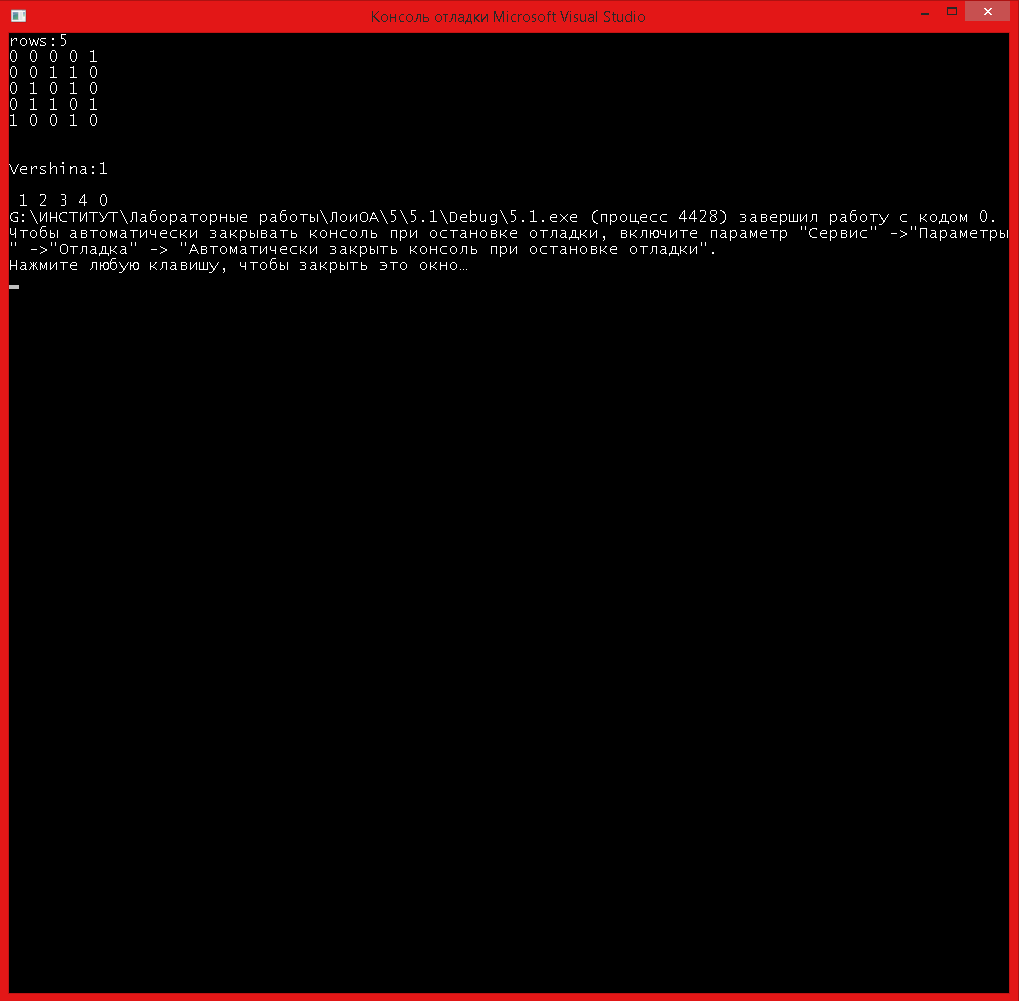 Консоль отладки Microsoft Visual Studio
rows:5
0 0 0 0 1
0 0 1 1 0
0 1 0 1 0
0 1 1 0 1
1 0 0 1 0
Vershina:1
1 2 3 4 0
G:\ИНСТИТУТ\Лабораторные работы\ЛоиОА\5\5.1\Debug\5.1.exe (процесс 4428) завершил работу с кодом 0.
Чтобы автоматически закрывать консоль при остановке отладки, включите параметр "Сервис" ->"Параметры
" ->"Отладка" -> "Автоматически закрыть консоль при остановке отладки".
Нажмите любую клавишу, чтобы закрыть это окно…